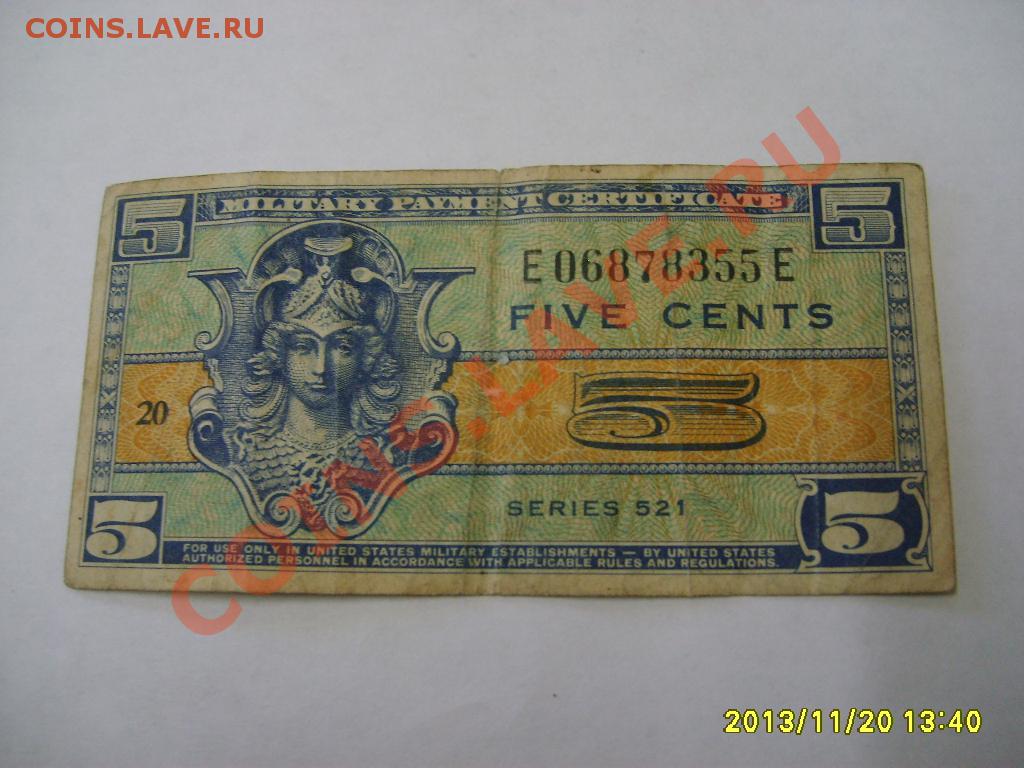 COINS.LAVE.RU
5 MILITARY PAYMENT CERTIFICATE 5
E06878355E
FIVE CENTS
20
5
SERIES 521
5
5
FOR USE ONLY IN UNITED STATES MILITARY ESTABLISHMENTS — BY UNITED STATES
AUTHORIZED PERSONNEL IN ACCORDANCE WITH APPLICABLE RULES AND REGULATIONS.
COINS.LAVE.RU
2013/11/20 13:40